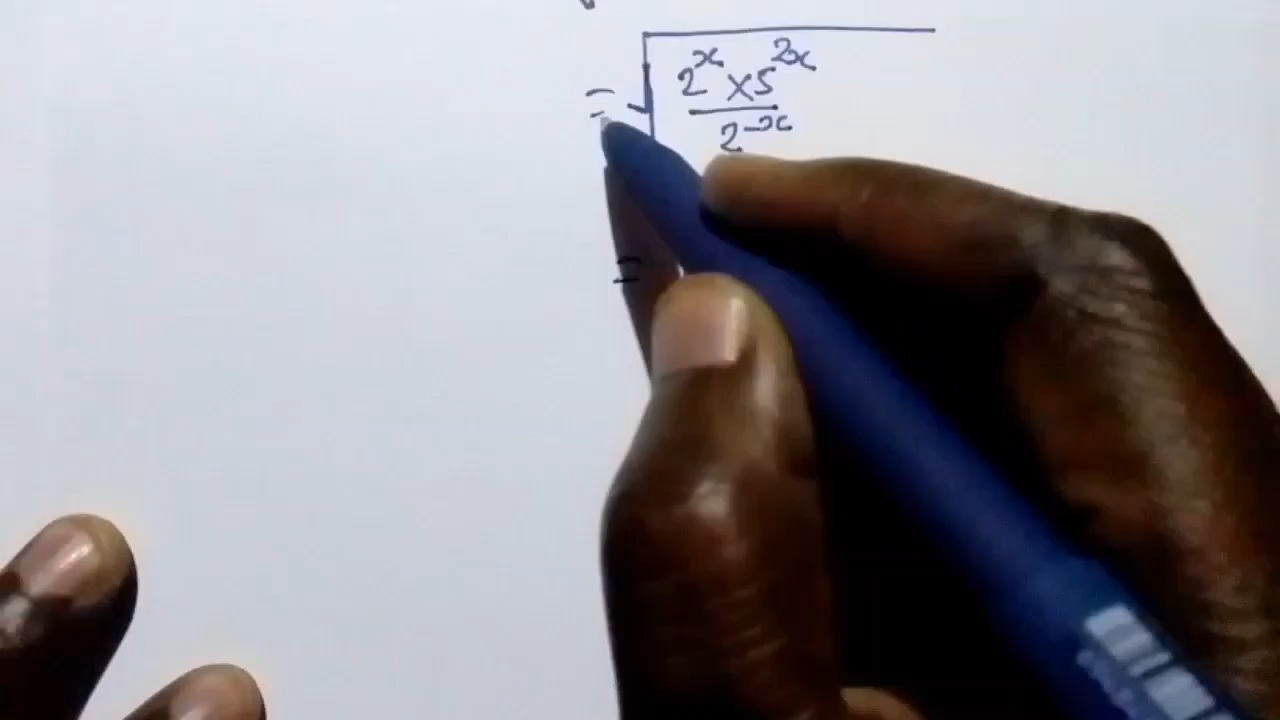 = √(2^x × 5^2x / 2^-x)
=